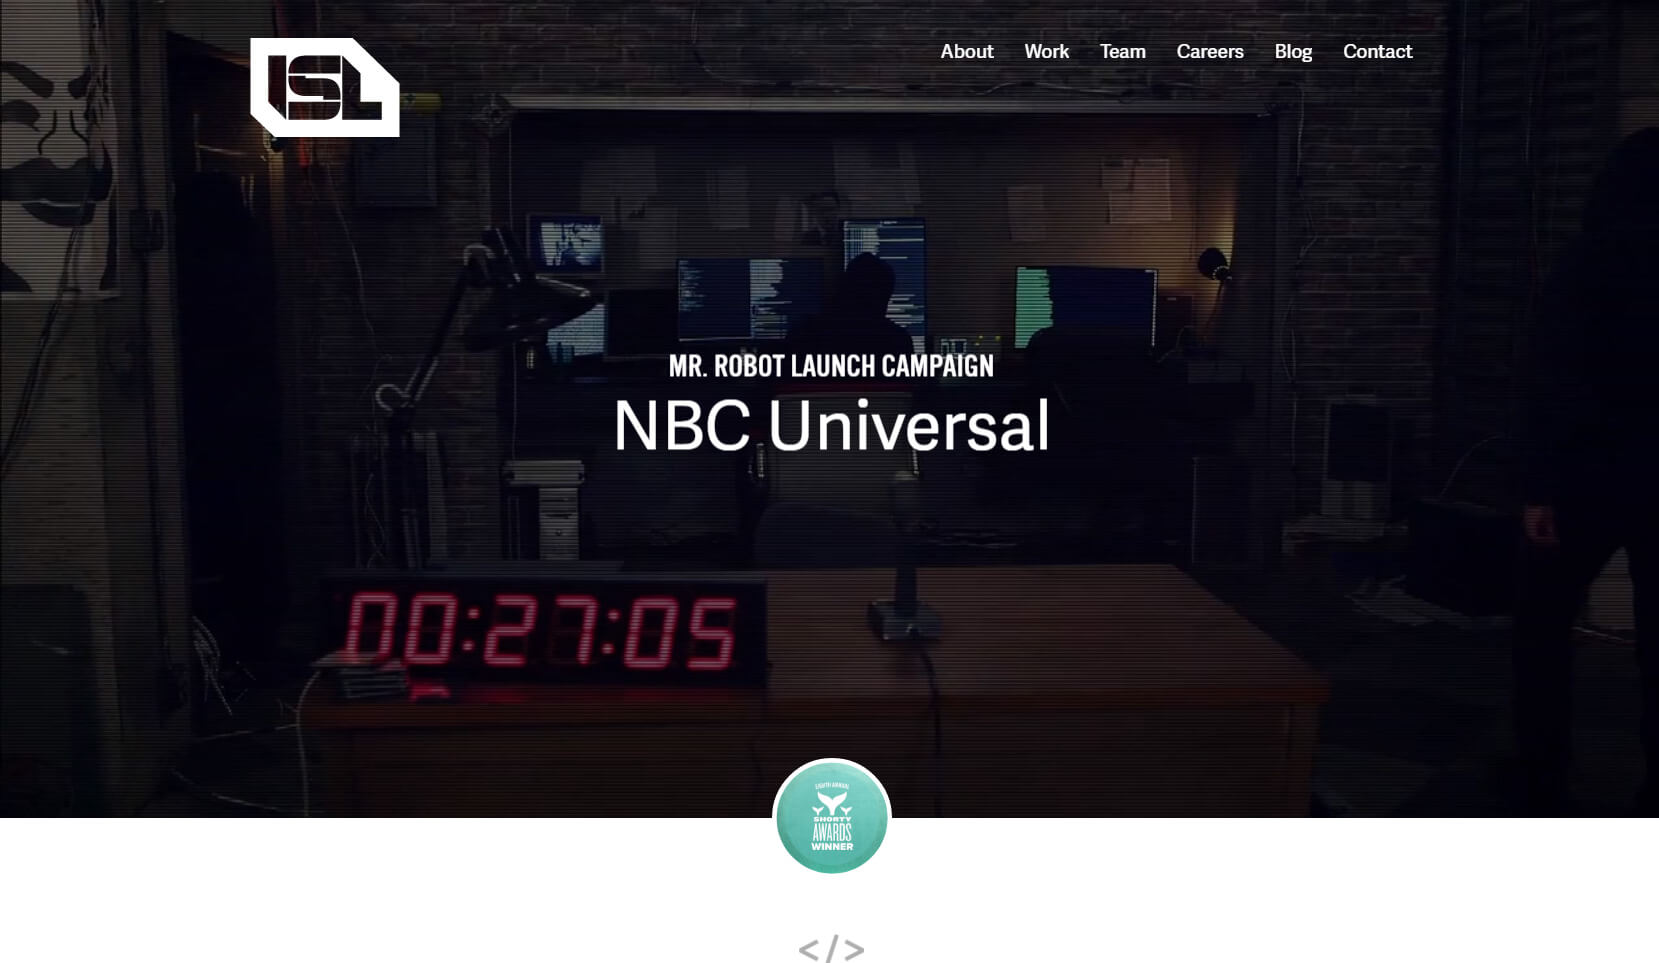 ISL
About Work Team Careers Blog Contact
MR. ROBOT LAUNCH CAMPAIGN
NBC Universal
00:27:05
EIGHTH ANNUAL
SHORTY
AWARDS
WINNER
</>